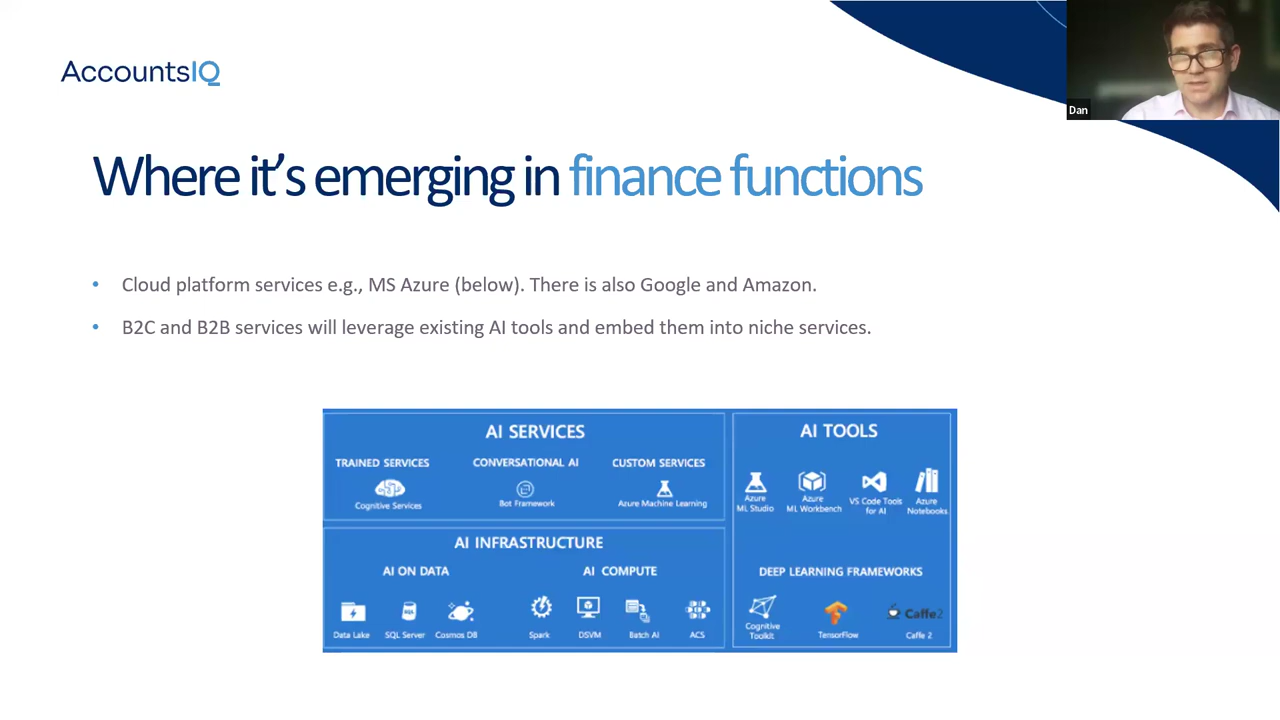 AccountsIQ
Dan
Where it's emerging in finance functions
• Cloud platform services e.g., MS Azure (below). There is also Google and Amazon.
• B2C and B2B services will leverage existing AI tools and embed them into niche services.
AI SERVICES
TRAINED SERVICES
CONVERSATIONAL AI
CUSTOM SERVICES
Cognitive Services
Bot Framework
Azure Machine Learning
AI INFRASTRUCTURE
AI ON DATA
AI COMPUTE
SQL
Data Lake
SQL Server
Cosmos DB
Spark
DSVM
Batch AI
ACS
AI TOOLS
Azure
ML Studio
Azure
ML Workbench
VS Code Tools
for AI
Azure
Notebooks
DEEP LEARNING FRAMEWORKS
Caffe2
Cognitive
Toolkit
TensorFlow
Caffe 2